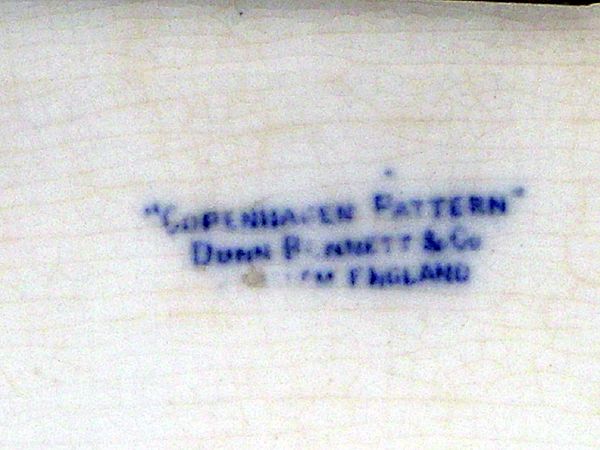 "COPENHAGEN PATTERN"
DUNN BENNETT & CO
ENGLAND